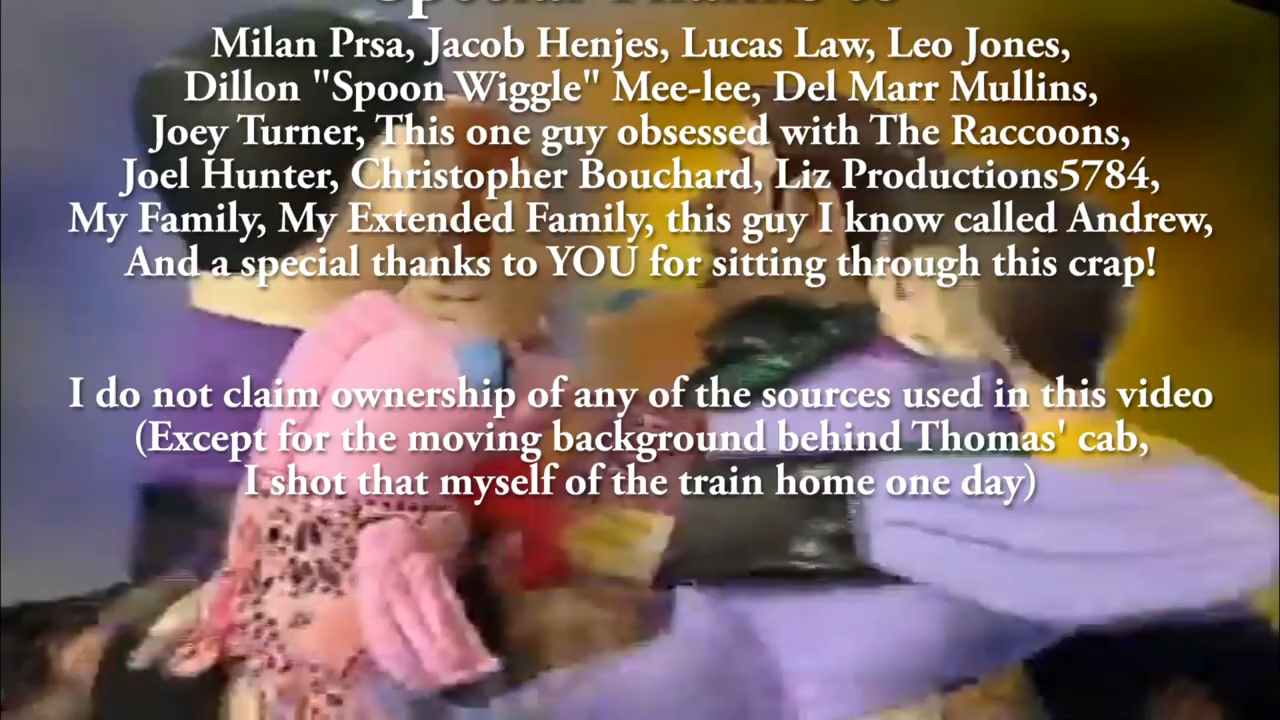 Special Thanks to
Milan Prsa, Jacob Henjes, Lucas Law, Leo Jones,
Dillon "Spoon Wiggle" Mee-lee, Del Marr Mullins,
Joey Turner, This one guy obsessed with The Raccoons,
Joel Hunter, Christopher Bouchard, Liz Productions5784,
My Family, My Extended Family, this guy I know called Andrew,
And a special thanks to YOU for sitting through this crap!
I do not claim ownership of any of the sources used in this video
(Except for the moving background behind Thomas' cab,
I shot that myself of the train home one day)